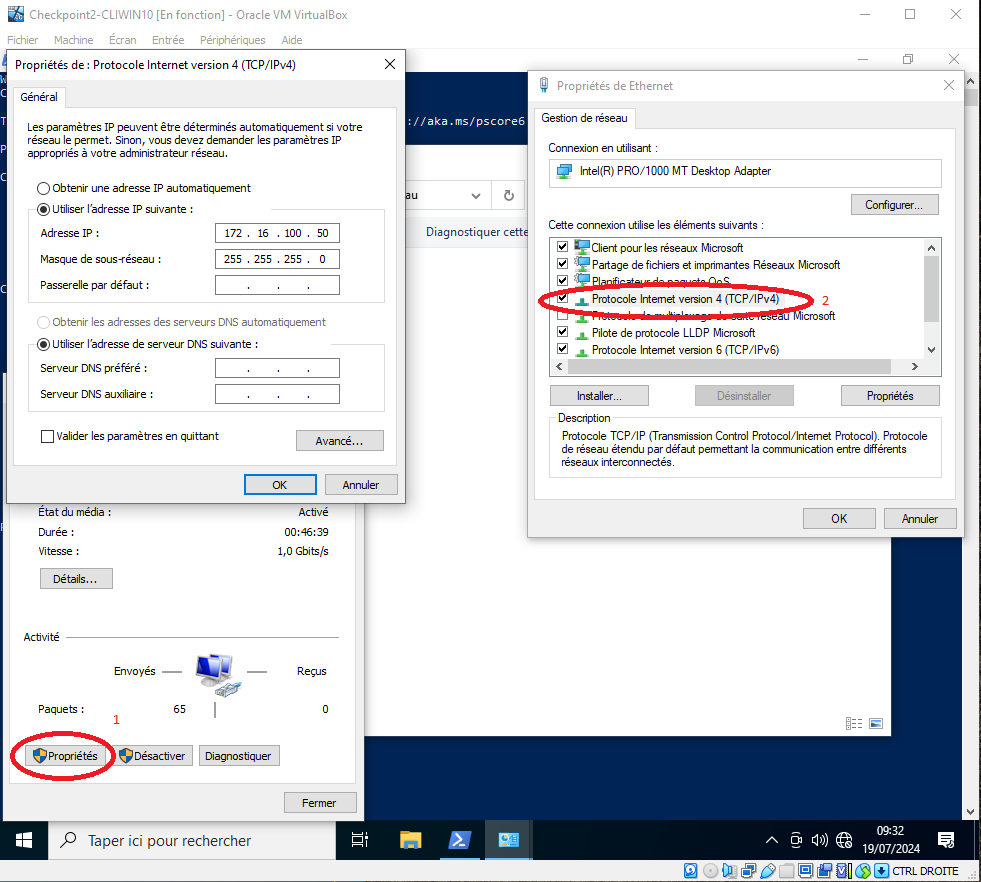 Checkpoint2-CLIWIN10 [En fonction] - Oracle VM VirtualBox
Fichier Machine Écran Entrée Périphériques Aide
Propriétés de : Protocole Internet version 4 (TCP/IPv4)
Général
Les paramètres IP peuvent être déterminés automatiquement si votre
réseau le permet. Sinon, vous devez demander les paramètres IP
appropriés à votre administrateur réseau.
Obtenir une adresse IP automatiquement
Utiliser l'adresse IP suivante :
Adresse IP : 172 . 16 . 100 . 50
Masque de sous-réseau : 255 . 255 . 255 . 0
Passerelle par défaut : . . .
Obtenir les adresses des serveurs DNS automatiquement
Utiliser l'adresse de serveur DNS suivante :
Serveur DNS préféré : . . .
Serveur DNS auxiliaire : . . .
Valider les paramètres en quittant
Avancé...
OK Annuler
://aka.ms/pscore6
au
Diagnostiquer cette
Propriétés de Ethernet
Gestion de réseau
Connexion en utilisant :
Intel(R) PRO/1000 MT Desktop Adapter
Configurer...
Cette connexion utilise les éléments suivants :
Client pour les réseaux Microsoft
Partage de fichiers et imprimantes Réseaux Microsoft
Planificateur de paquets QoS
Protocole Internet version 4 (TCP/IPv4) 2
Protocole de multiplexage de carte réseau Microsoft
Pilote de protocole LLDP Microsoft
Protocole Internet version 6 (TCP/IPv6)
Installer... Désinstaller Propriétés
Description
Protocole TCP/IP (Transmission Control Protocol/Internet Protocol). Protocole
de réseau étendu par défaut permettant la communication entre différents
réseaux interconnectés.
OK Annuler
État du média : Activé
Durée : 00:46:39
Vitesse : 1,0 Gbits/s
Détails...
Activité
Envoyés Reçus
Paquets : 65 0
1
Propriétés Désactiver Diagnostiquer
Fermer
Taper ici pour rechercher
09:32
19/07/2024
CTRL DROITE